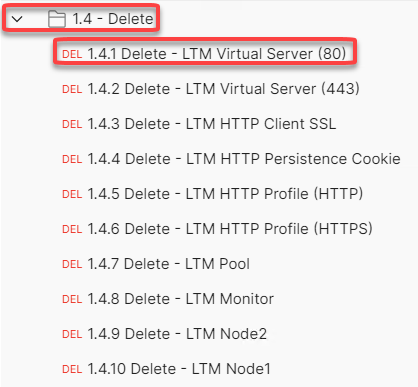 1.4 - Delete
DEL 1.4.1 Delete - LTM Virtual Server (80)
DEL 1.4.2 Delete - LTM Virtual Server (443)
DEL 1.4.3 Delete - LTM HTTP Client SSL
DEL 1.4.4 Delete - LTM HTTP Persistence Cookie
DEL 1.4.5 Delete - LTM HTTP Profile (HTTP)
DEL 1.4.6 Delete - LTM HTTP Profile (HTTPS)
DEL 1.4.7 Delete - LTM Pool
DEL 1.4.8 Delete - LTM Monitor
DEL 1.4.9 Delete - LTM Node2
DEL 1.4.10 Delete - LTM Node1